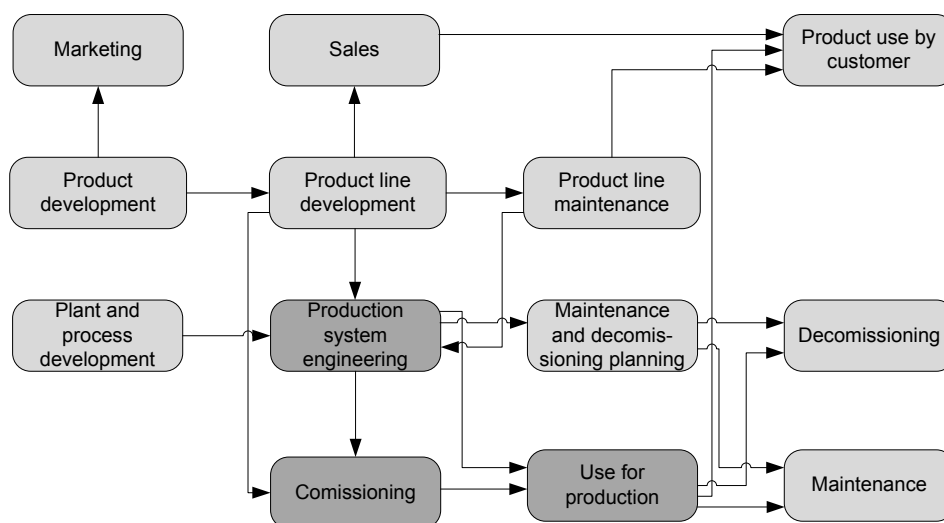 Marketing
Sales
Product use by
customer
Product
development
Product line
development
Product line
maintenance
Plant and
process
development
Production
system
engineering
Maintenance
and decomis-
sioning planning
Decomissioning
Comissioning
Use for
production
Maintenance